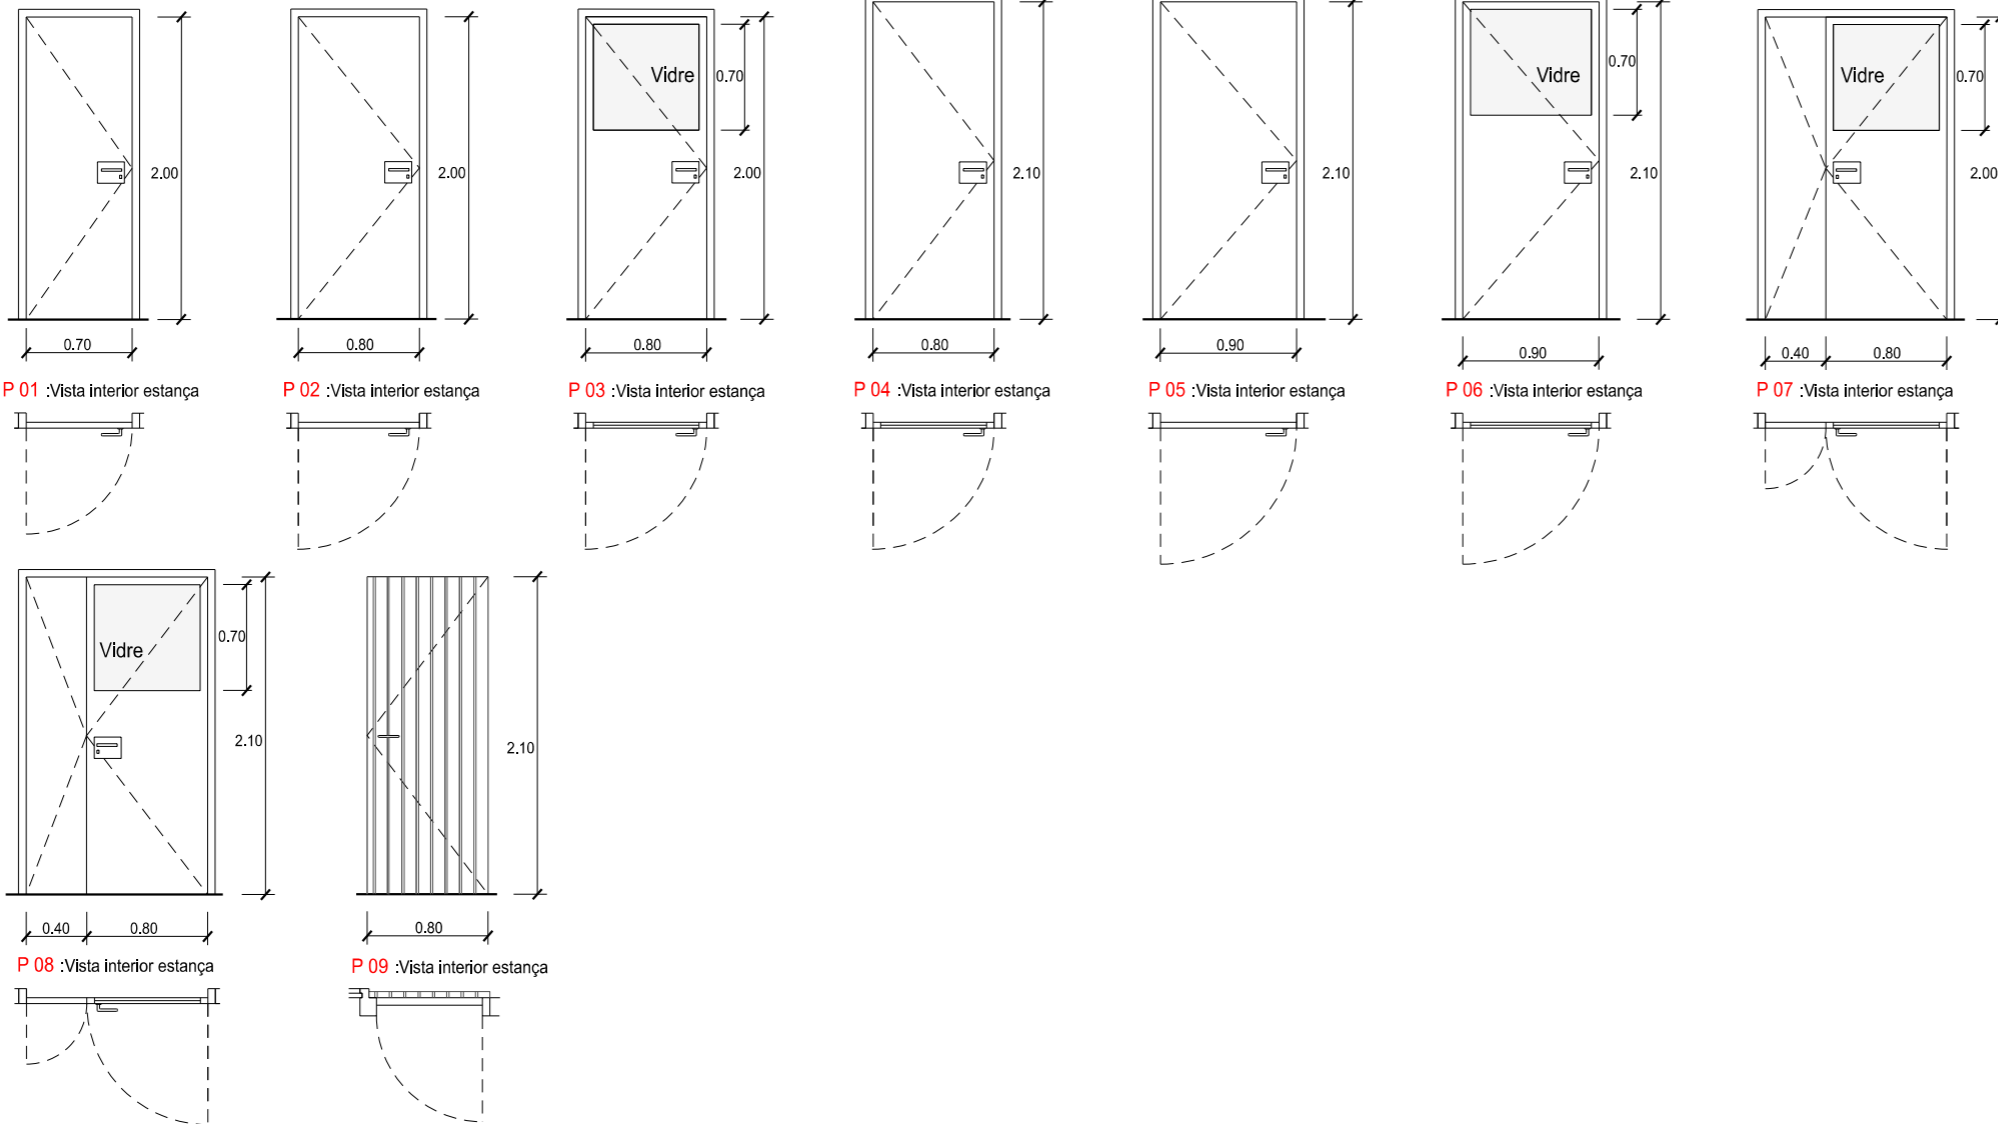 2.00
2.00
Vidre
0.70
2.00
2.10
2.10
Vidre
0.70
2.10
Vidre
0.70
2.00
0.70
0.80
0.80
0.80
0.90
0.90
0.40
0.80
P 01 :Vista interior estança
P 02 :Vista interior estança
P 03 :Vista interior estança
P 04 :Vista interior estança
P 05 :Vista interior estança
P 06 :Vista interior estança
P 07 :Vista interior estança
Vidre
0.70
2.10
2.10
0.40
0.80
0.80
P 08 :Vista interior estança
P 09 :Vista interior estança